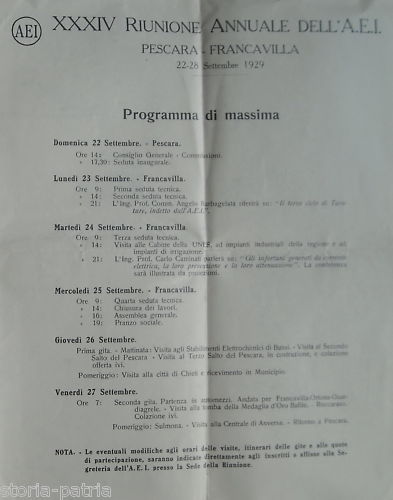 AEI
XXXIV RIUNIONE ANNUALE DELL'A.E.I.
PESCARA - FRANCAVILLA
22-28 Settembre 1929
Programma di massima
Domenica 22 Settembre. - Pescara.
Ore 14: Consiglio Generale - Commissioni.
» 17,30: Seduta inaugurale.
Lunedì 23 Settembre. - Francavilla.
Ore 9: Prima seduta tecnica.
» 14: Seconda seduta tecnica.
» 21: L'Ing. Prof. Comm. Angelo Barbagelata riferirà su: "Il terzo ciclo di
indetto dall'A.E.I.".
Martedì 24 Settembre. - Francavilla.
Ore 9: Terza seduta tecnica.
» 14: Visita alle Cabine della UNES, ad impianti industriali della regione e ad
impianti di irrigazione.
» 21: L'Ing. Prof. Carlo parlerà su: "Gli infortuni generali da corrente
elettrica, la loro prevenzione e la loro attenuazione". La conferenza
sarà illustrata da proiezioni.
Mercoledì 25 Settembre. - Francavilla.
Ore 9: Quarta seduta tecnica.
» 14: Chiusura dei lavori.
» 16: Assemblea generale.
» 19: Pranzo sociale.
Giovedì 26 Settembre.
Prima gita. - Mattinata: Visita agli Stabilimenti Elettrochimici di Bussi. - Visita al Secondo
Salto del Pescara. - Visita al Terzo Salto del Pescara, in costruzione, e colazione
offerta ivi.
Pomeriggio: Visita alla città di Chieti e ricevimento in Municipio.
Venerdì 27 Settembre.
Ore 7: Seconda gita. Partenza in automezzi. Andata per Francavilla-Ortona-Guar-
diagrele. - Visita alla tomba della Medaglia d'Oro - Roccaraso.
Colazione ivi.
Pomeriggio: Sulmona. - Visita alla Centrale di Anversa. - Ritorno a Pescara.
NOTA. - Le eventuali modifiche agli orari delle visite, itinerari delle gite e alle quote
di partecipazione, saranno indicate direttamente agli inscritti e affisse alla Se-
greteria dell'A.E.I. presso la Sede della Riunione.
storia-patria